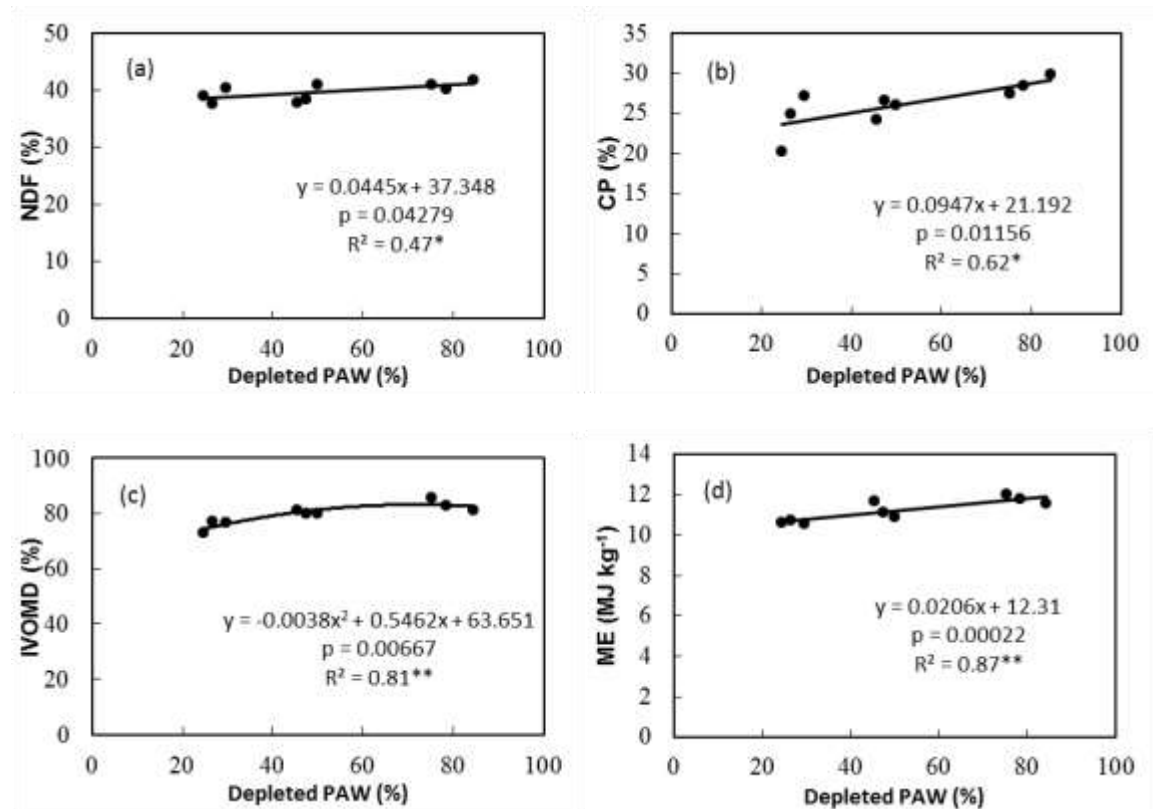 50
40
30
20
10
0
NDF (%)
(a)
y = 0.0445x + 37.348
p = 0.04279
R² = 0.47*
0 20 40 60 80 100
Depleted PAW (%)
35
30
25
20
15
10
5
0
CP (%)
(b)
y = 0.0947x + 21.192
p = 0.01156
R² = 0.62*
0 20 40 60 80 100
Depleted PAW (%)
100
80
60
40
20
0
IVOMD (%)
(c)
y = -0.0038x² + 0.5462x + 63.651
p = 0.00667
R² = 0.81**
0 20 40 60 80 100
Depleted PAW (%)
14
12
10
8
6
4
2
0
ME (MJ kg⁻¹)
(d)
y = 0.0206x + 12.31
p = 0.00022
R² = 0.87**
0 20 40 60 80 100
Depleted PAW (%)